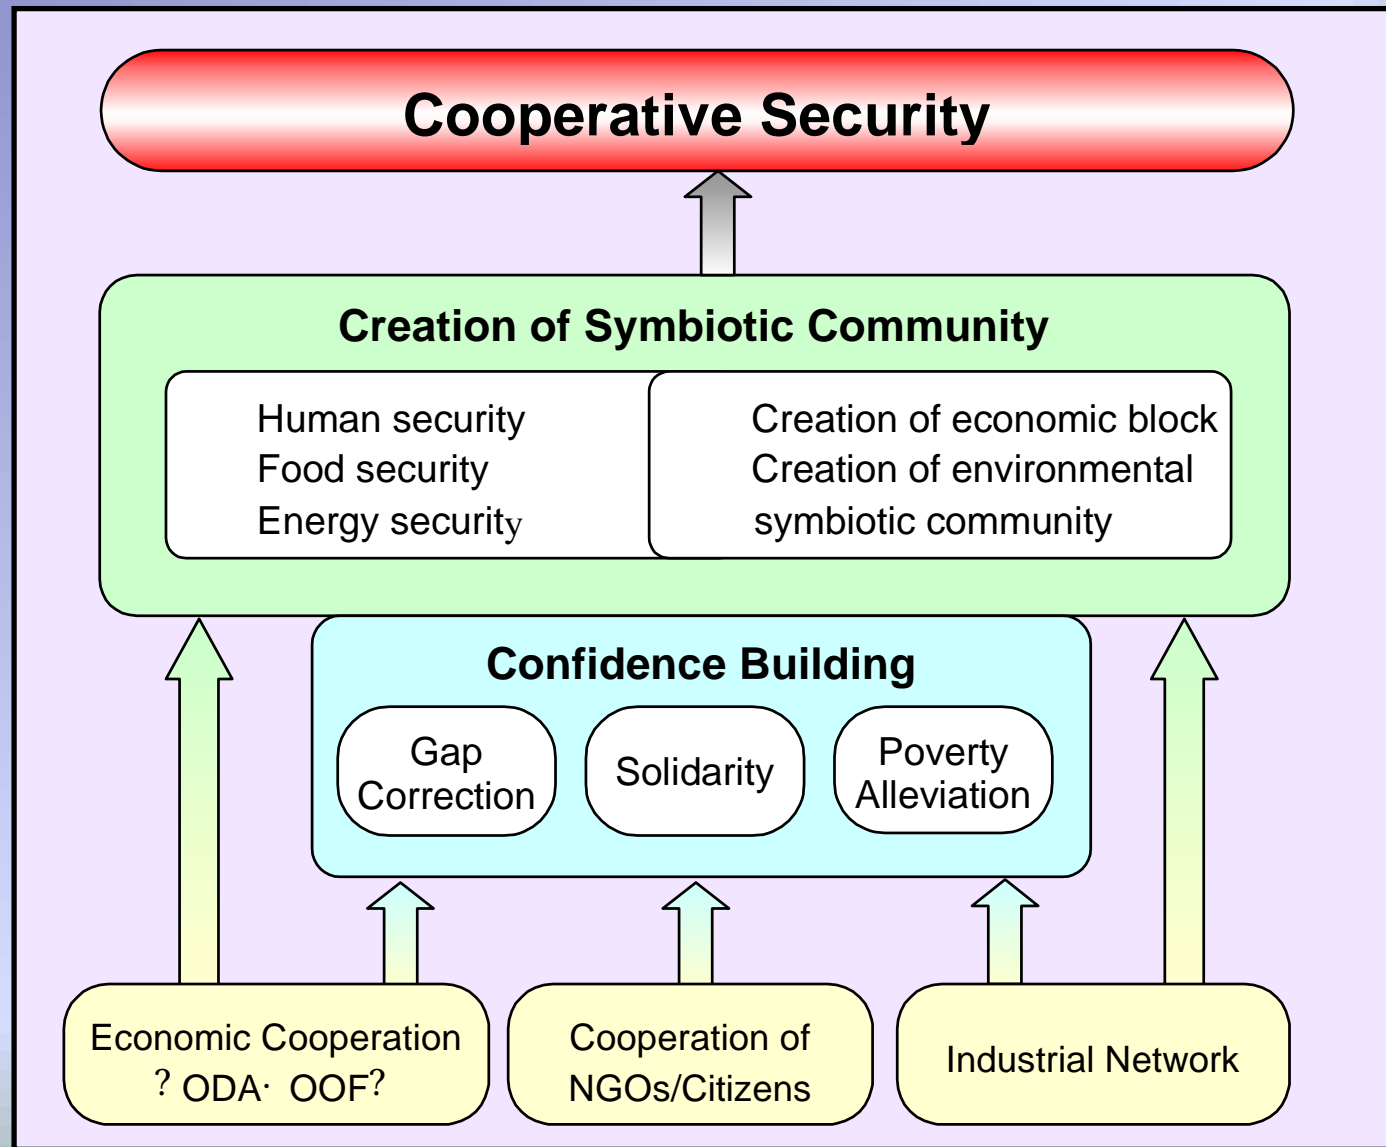 Cooperative Security
Creation of Symbiotic Community
Human security
Food security
Energy security
Creation of economic block
Creation of environmental
symbiotic community
Confidence Building
Gap
Correction
Solidarity
Poverty
Alleviation
Economic Cooperation
? ODA· OOF?
Cooperation of
NGOs/Citizens
Industrial Network